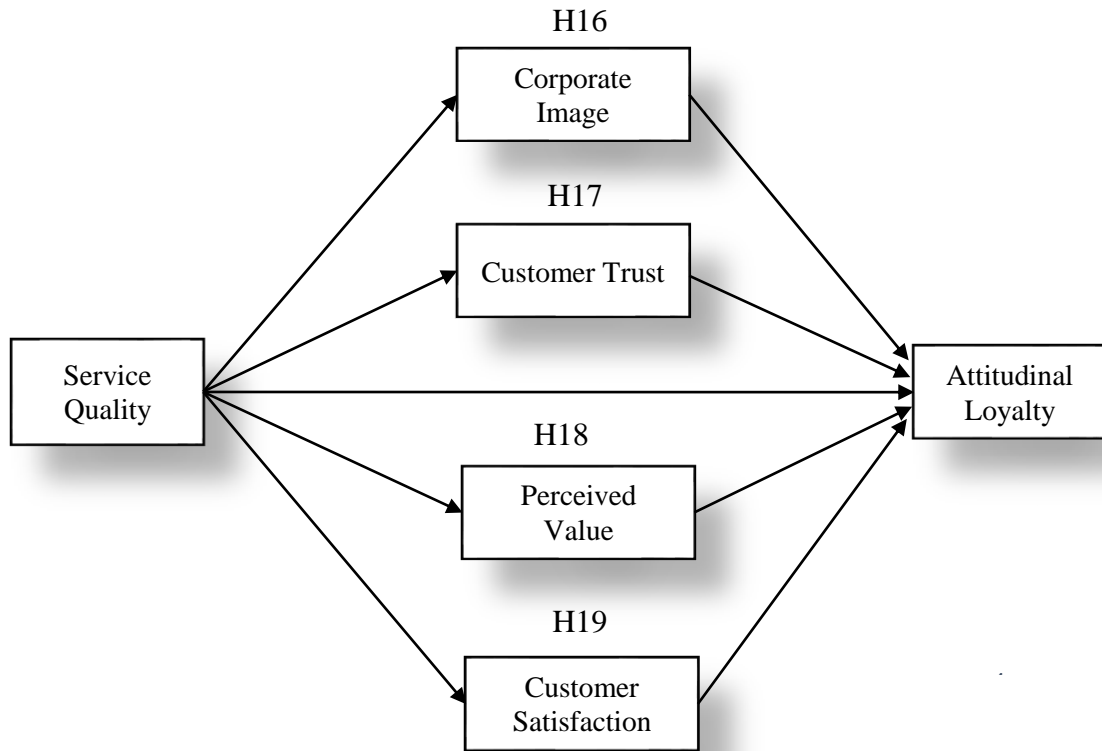 H16
Corporate
Image
H17
Customer Trust
Service
Quality
Attitudinal
Loyalty
H18
Perceived
Value
H19
Customer
Satisfaction